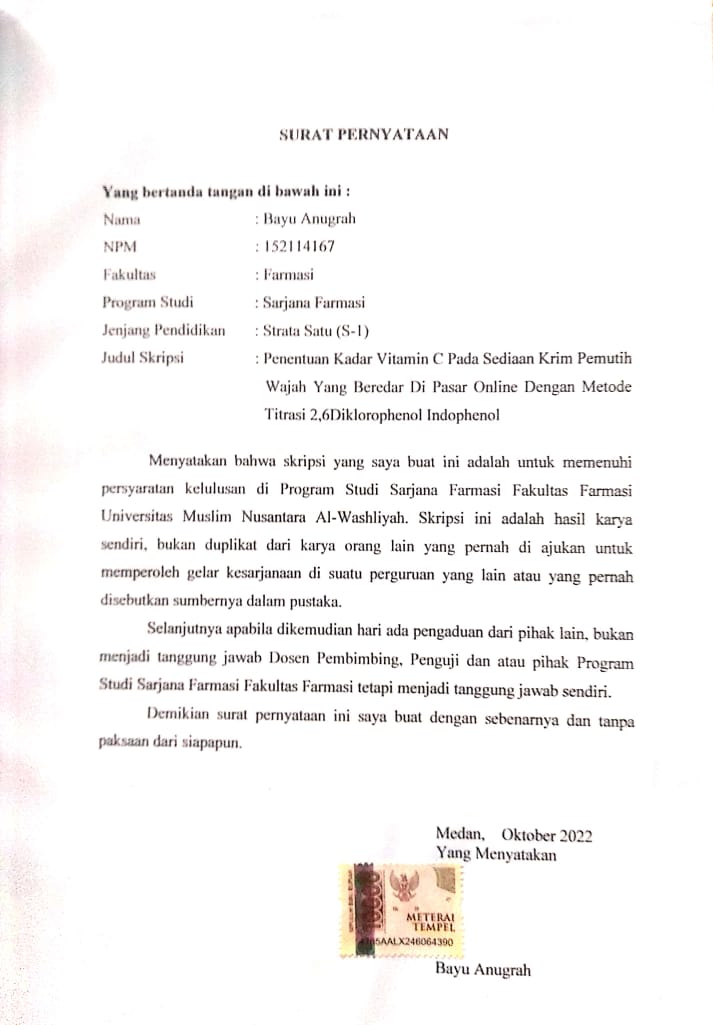 SURAT PERNYATAAN
Yang bertanda tangan di bawah ini :
Nama : Bayu Anugrah
NPM : 152114167
Fakultas : Farmasi
Program Studi : Sarjana Farmasi
Jenjang Pendidikan : Strata Satu (S-1)
Judul Skripsi : Penentuan Kadar Vitamin C Pada Sediaan Krim Pemutih
Wajah Yang Beredar Di Pasar Online Dengan Metode
Titrasi 2,6Diklorophenol Indophenol
Menyatakan bahwa skripsi yang saya buat ini adalah untuk memenuhi
persyaratan kelulusan di Program Studi Sarjana Farmasi Fakultas Farmasi
Universitas Muslim Nusantara Al-Washliyah. Skripsi ini adalah hasil karya
sendiri, bukan duplikat dari karya orang lain yang pernah di ajukan untuk
memperoleh gelar kesarjanaan di suatu perguruan yang lain atau yang pernah
disebutkan sumbernya dalam pustaka.
Selanjutnya apabila dikemudian hari ada pengaduan dari pihak lain, bukan
menjadi tanggung jawab Dosen Pembimbing, Penguji dan atau pihak Program
Studi Sarjana Farmasi Fakultas Farmasi tetapi menjadi tanggung jawab sendiri.
Demikian surat pernyataan ini saya buat dengan sebenarnya dan tanpa
paksaan dari siapapun.
Medan, Oktober 2022
Yang Menyatakan
10000
METERAI
TEMPEL
Bayu Anugrah